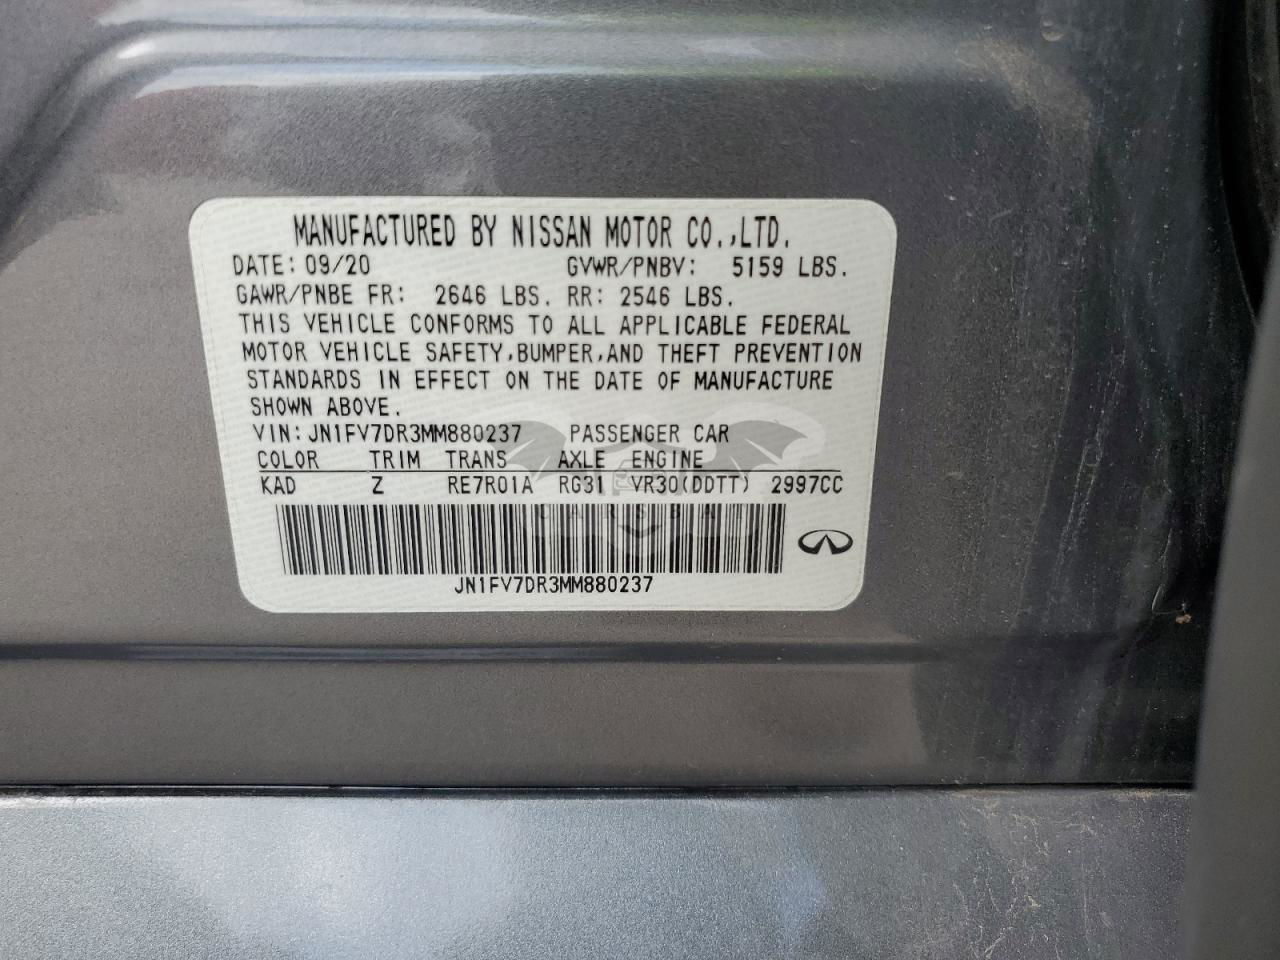 MANUFACTURED BY NISSAN MOTOR CO.,LTD.
DATE: 09/20 GVWR/PNBV: 5159 LBS.
GAWR/PNBE FR: 2646 LBS. RR: 2546 LBS.
THIS VEHICLE CONFORMS TO ALL APPLICABLE FEDERAL
MOTOR VEHICLE SAFETY,BUMPER,AND THEFT PREVENTION
STANDARDS IN EFFECT ON THE DATE OF MANUFACTURE
SHOWN ABOVE.
VIN: JN1FV7DR3MM880237 PASSENGER CAR
COLOR TRIM TRANS AXLE ENGINE
KAD Z RE7R01A RG31 VR30(DDTT) 2997CC
JN1FV7DR3MM880237